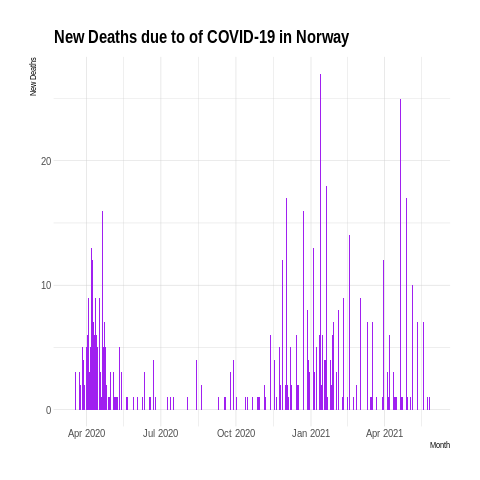 New Deaths due to of COVID-19 in Norway
New Deaths
20
10
0
Apr 2020 Jul 2020 Oct 2020 Jan 2021 Apr 2021
Month